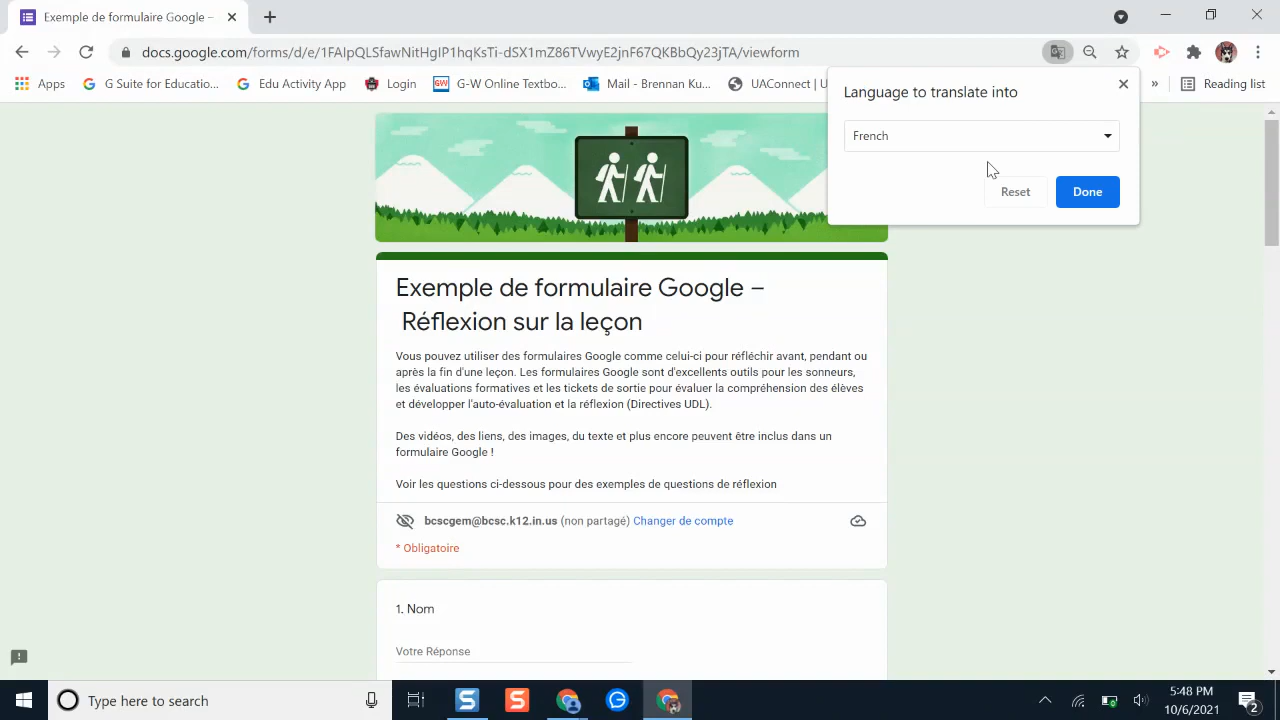 Exemple de formulaire Google –
docs.google.com/forms/d/e/1FAIpQLSfawNitHgIP1hqKsTi-dSX1mZ86TVwyE2jnF67QKBbQy23jTA/viewform
Apps
G Suite for Educatio...
Edu Activity App
Login
GW
G-W Online Textbo...
Mail - Brennan Ku...
UAConnect | U
»
Reading list
Language to translate into
French
Reset
Done
Exemple de formulaire Google –
Réflexion sur la leçon
Vous pouvez utiliser des formulaires Google comme celui-ci pour réfléchir avant, pendant ou
après la fin d'une leçon. Les formulaires Google sont d'excellents outils pour les sonneurs,
les évaluations formatives et les tickets de sortie pour évaluer la compréhension des élèves
et développer l'auto-évaluation et la réflexion (Directives UDL).
Des vidéos, des liens, des images, du texte et plus encore peuvent être inclus dans un
formulaire Google !
Voir les questions ci-dessous pour des exemples de questions de réflexion
bcscgem@bcsc.k12.in.us (non partagé) Changer de compte
* Obligatoire
1. Nom
Votre Réponse
Type here to search
5:48 PM
10/6/2021
2